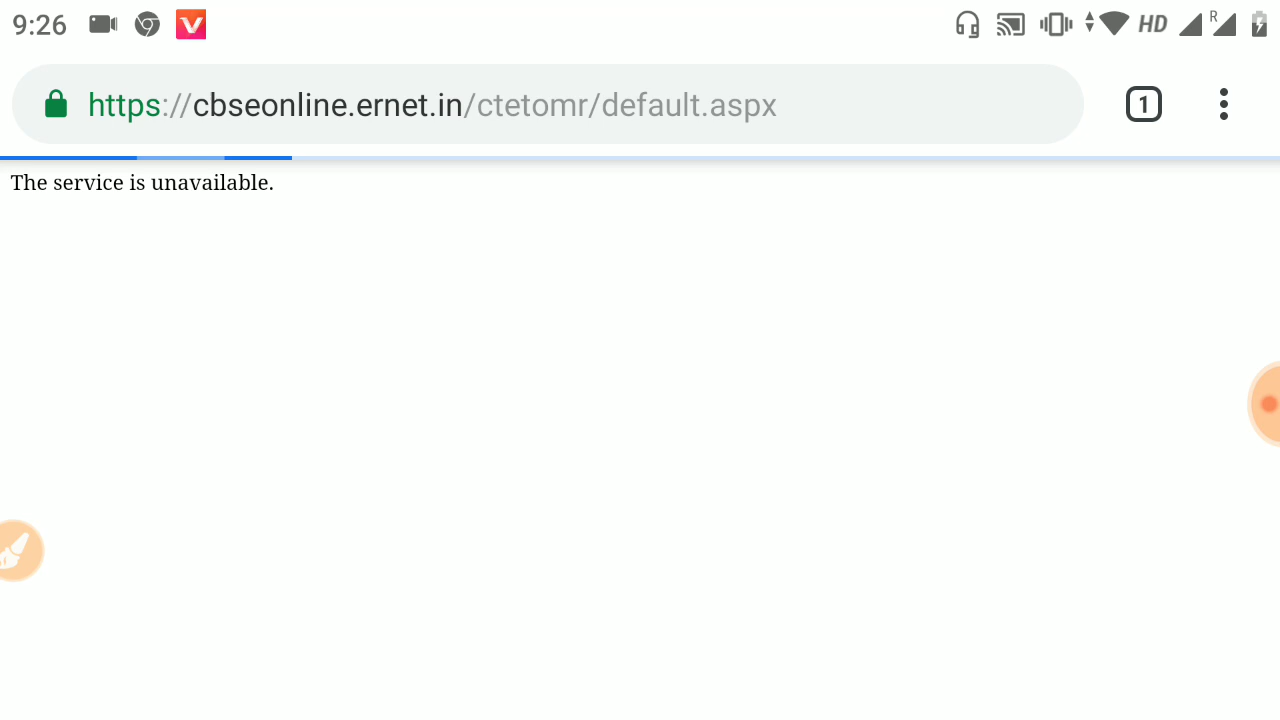 9:26 HD R
https://cbseonline.ernet.in/ctetomr/default.aspx 1
The service is unavailable.